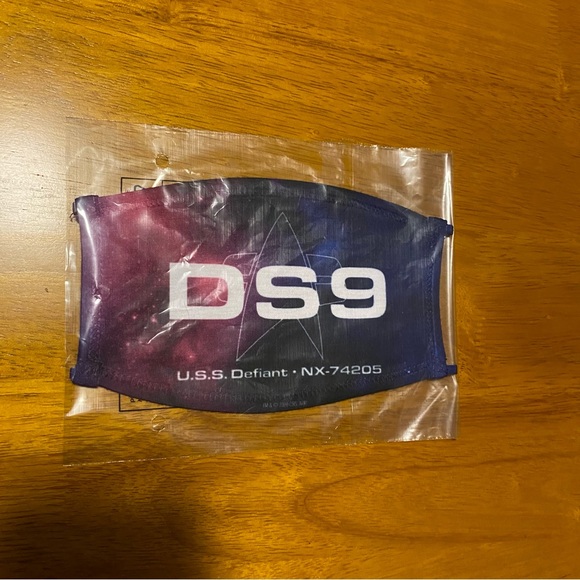 DS9
U.S.S. Defiant • NX-74205